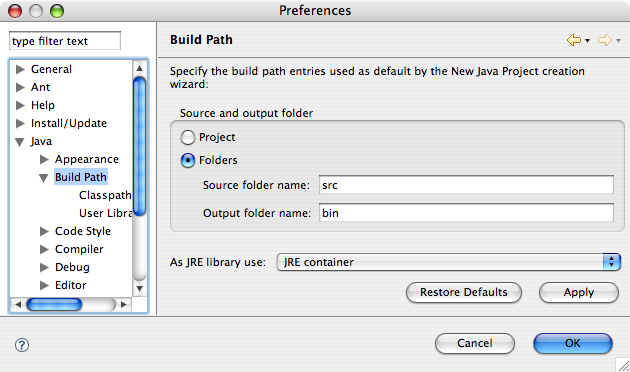 Preferences
type filter text
General
Ant
Help
Install/Update
Java
Appearance
Build Path
Classpath
User Libra
Code Style
Compiler
Debug
Editor
Build Path
Specify the build path entries used as default by the New Java Project creation
wizard:
Source and output folder
Project
Folders
Source folder name: src
Output folder name: bin
As JRE library use: JRE container
Restore Defaults Apply
? Cancel OK